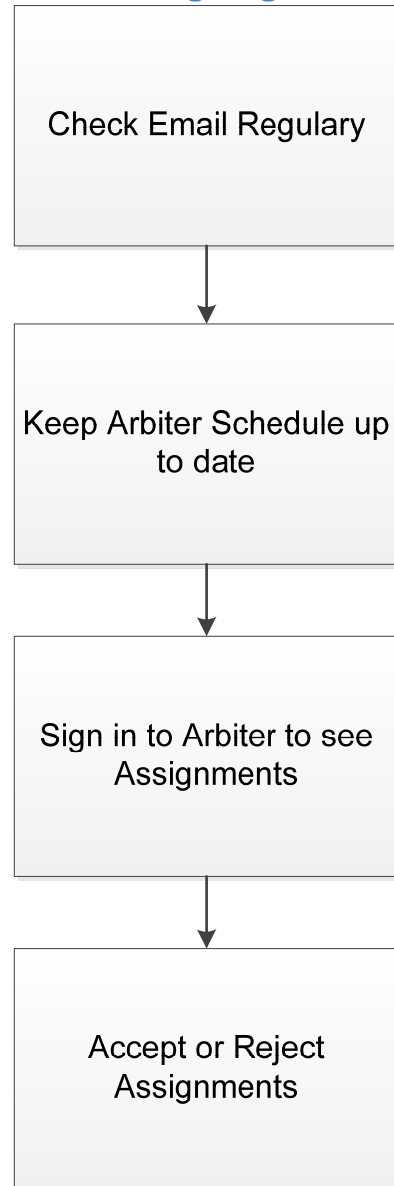 Check Email Regulary
Keep Arbiter Schedule up
to date
Sign in to Arbiter to see
Assignments
Accept or Reject
Assignments